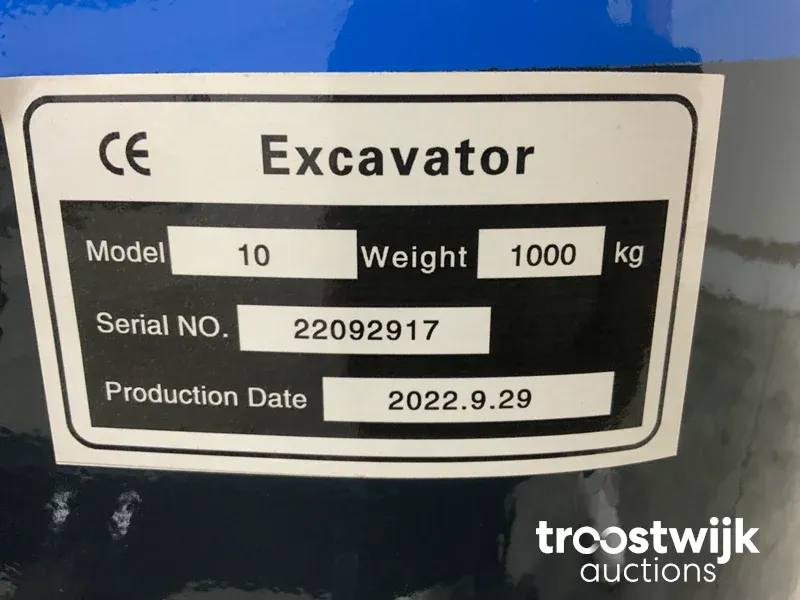 CE Excavator
Model 10 Weight 1000 kg
Serial NO. 22092917
Production Date 2022.9.29
troostwijk
auctions